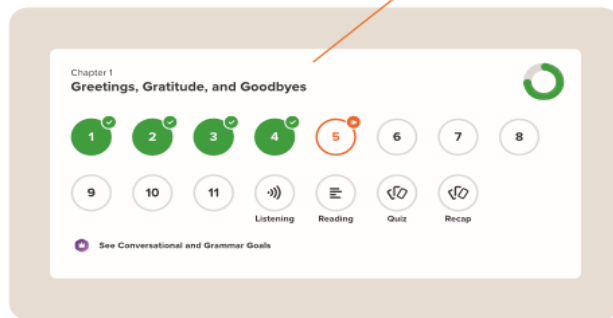 Chapter 1
Greetings, Gratitude, and Goodbyes
1 2 3 4 5 6 7 8
9 10 11
Listening Reading Quiz Recap
See Conversational and Grammar Goals